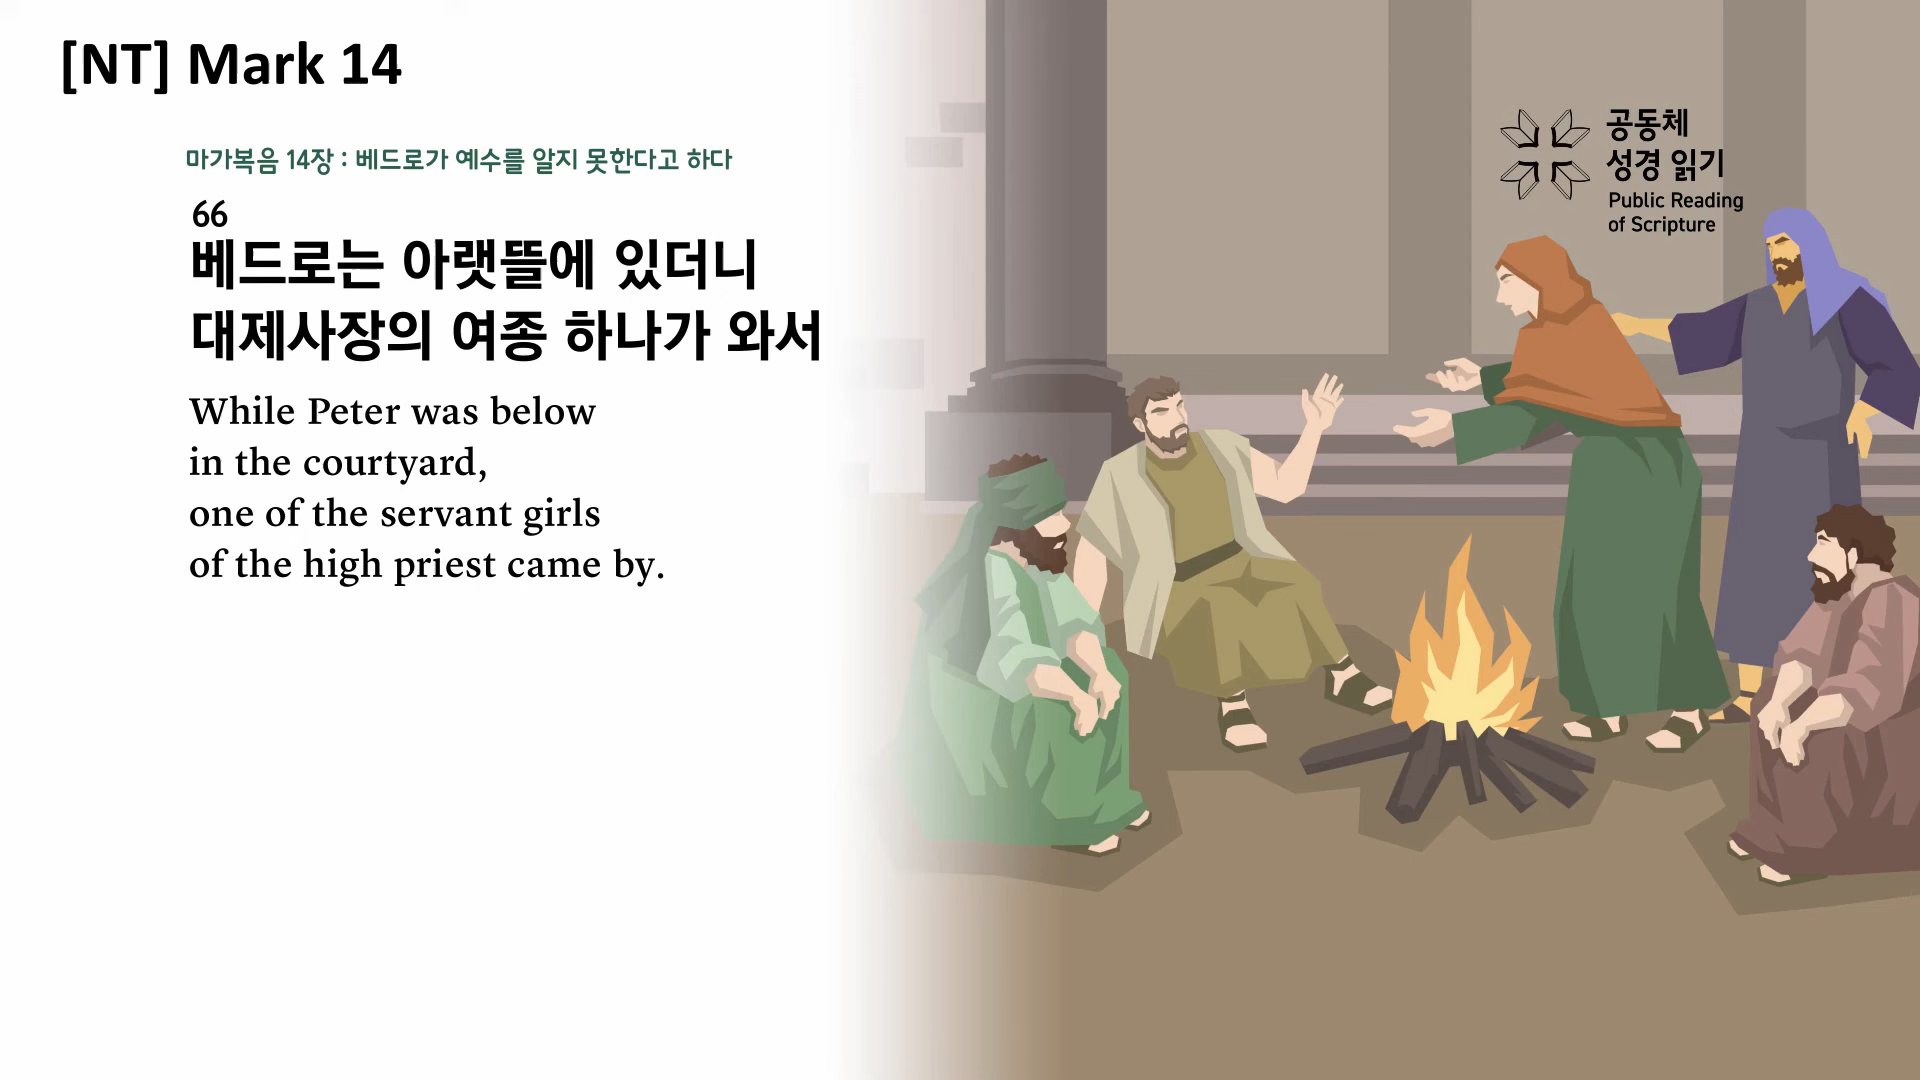 [NT] Mark 14
마가복음 14장 : 베드로가 예수를 알지 못한다고 하다
66
베드로는 아랫뜰에 있더니
대제사장의 여종 하나가 와서
While Peter was below
in the courtyard,
one of the servant girls
of the high priest came by.
공동체
성경 읽기
Public Reading
of Scripture